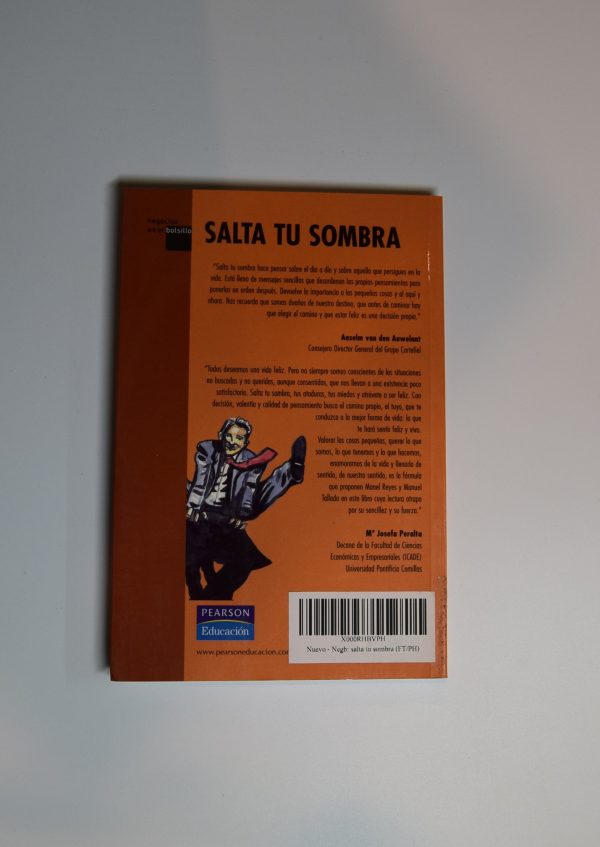 negocios
en el bolsillo
SALTA TU SOMBRA
"Salta tu sombra hace pensar sobre el día a día y sobre aquello que persigues en la
vida. Está lleno de mensajes sencillos que desordenan los propios pensamientos para
ponerlos en orden después. Devuelve la importancia a las pequeñas cosas y al aquí y
ahora. Nos recuerda que somos dueños de nuestro destino, que antes de caminar hay
que elegir el camino y que estar feliz es una decisión propia."
Anselm van den Auwelant
Consejero Director General del Grupo Cortefiel
"Todos deseamos una vida feliz. Pero no siempre somos conscientes de las situaciones
no buscadas y no queridas, aunque consentidas, que nos llevan a una existencia poco
satisfactoria. Salta tu sombra, tus ataduras, tus miedos y atrévete a ser feliz. Con
decisión, valentía y calidad de pensamiento busca el camino propio, el tuyo, que te
conduzca a la mejor forma de vida: la que
te hará sentir feliz y vivo.
Valorar las cosas pequeñas, querer lo que
somos, lo que tenemos y lo que hacemos,
enamorarnos de la vida y llenarla de
sentido, de nuestro sentido, es la fórmula
que proponen Manel Reyes y Manuel
Tallada en este libro cuya lectura atrapa
por su sencillez y su fuerza."
Mª Josefa Peralta
Decana de la Facultad de Ciencias
Económicas y Empresariales (ICADE)
Universidad Pontificia Comillas
PEARSON
Educación
www.pearsoneducacion.com
X000RHBVPH
Nuevo - Negb: salta tu sombra (FT/PH)